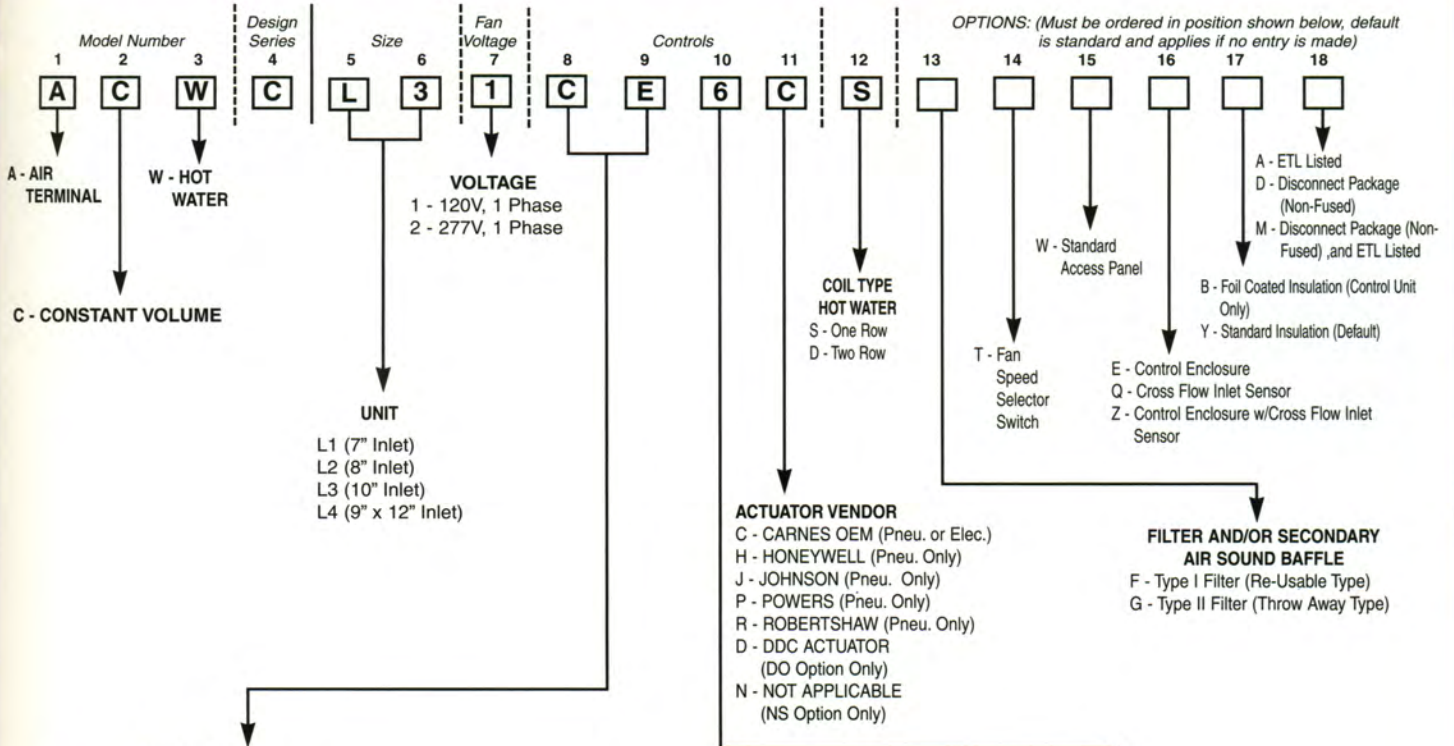 Model Number
Design
Series
Size
Fan
Voltage
Controls
OPTIONS: (Must be ordered in position shown below, default
is standard and applies if no entry is made)
1 2 3 4 5 6 7 8 9 10 11 12 13 14 15 16 17 18
A C W C L 3 1 C E 6 C S
A - AIR
TERMINAL
W - HOT
WATER
C - CONSTANT VOLUME
VOLTAGE
1 - 120V, 1 Phase
2 - 277V, 1 Phase
UNIT
L1 (7" Inlet)
L2 (8" Inlet)
L3 (10" Inlet)
L4 (9" x 12" Inlet)
COIL TYPE
HOT WATER
S - One Row
D - Two Row
ACTUATOR VENDOR
C - CARNES OEM (Pneu. or Elec.)
H - HONEYWELL (Pneu. Only)
J - JOHNSON (Pneu. Only)
P - POWERS (Pneu. Only)
R - ROBERTSHAW (Pneu. Only)
D - DDC ACTUATOR
(DO Option Only)
N - NOT APPLICABLE
(NS Option Only)
T - Fan
Speed
Selector
Switch
W - Standard
Access Panel
A - ETL Listed
D - Disconnect Package
(Non-Fused)
M - Disconnect Package (Non-
Fused) ,and ETL Listed
B - Foil Coated Insulation (Control Unit
Only)
Y - Standard Insulation (Default)
E - Control Enclosure
Q - Cross Flow Inlet Sensor
Z - Control Enclosure w/Cross Flow Inlet
Sensor
FILTER AND/OR SECONDARY
AIR SOUND BAFFLE
F - Type I Filter (Re-Usable Type)
G - Type II Filter (Throw Away Type)